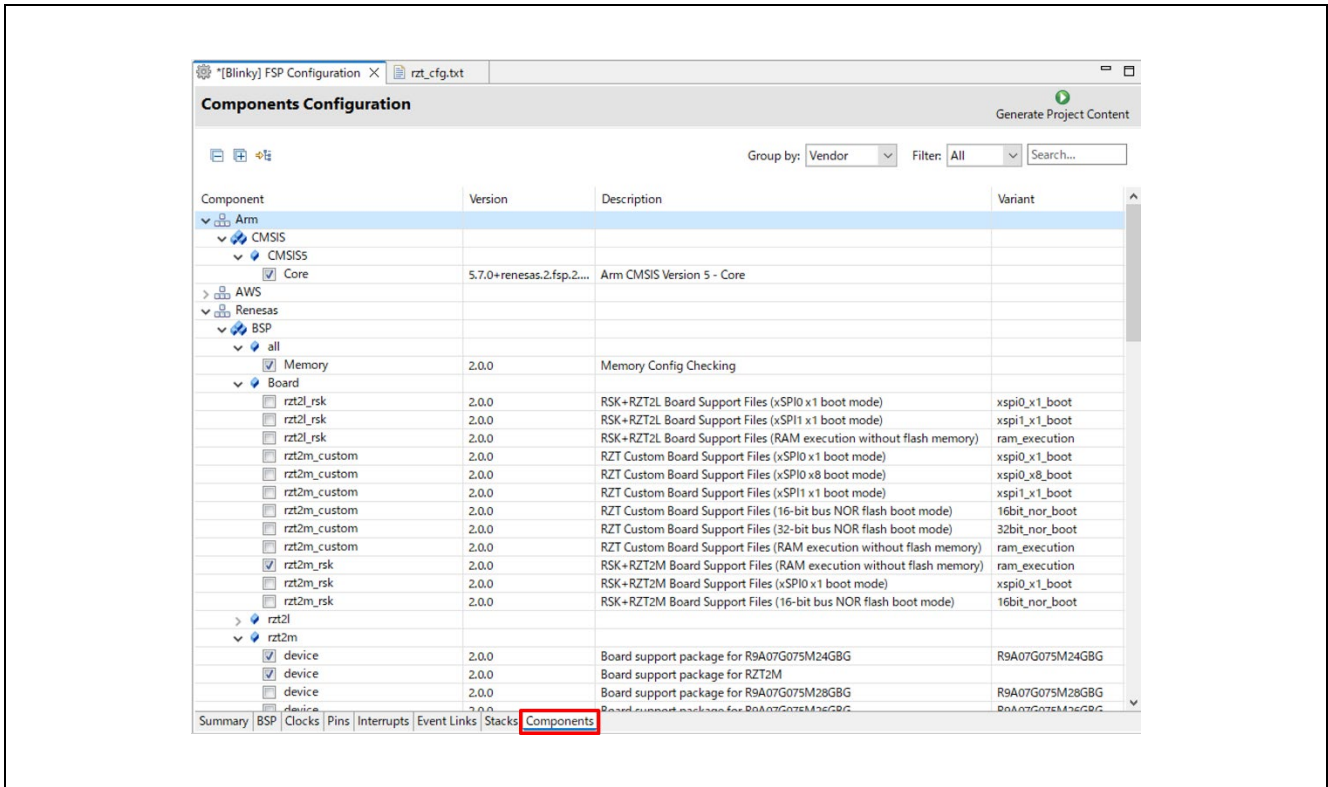 *[Blinky] FSP Configuration rzt_cfg.txt
Components Configuration
Generate Project Content
Group by: Vendor Filter: All Search...
Component Version Description Variant
Arm
CMSIS
CMSIS5
Core 5.7.0+renesas.2.fsp.2.... Arm CMSIS Version 5 - Core
AWS
Renesas
BSP
all
Memory 2.0.0 Memory Config Checking
Board
rzt2l_rsk 2.0.0 RSK+RZT2L Board Support Files (xSPI0 x1 boot mode) xspi0_x1_boot
rzt2l_rsk 2.0.0 RSK+RZT2L Board Support Files (xSPI1 x1 boot mode) xspi1_x1_boot
rzt2l_rsk 2.0.0 RSK+RZT2L Board Support Files (RAM execution without flash memory) ram_execution
rzt2m_custom 2.0.0 RZT Custom Board Support Files (xSPI0 x1 boot mode) xspi0_x1_boot
rzt2m_custom 2.0.0 RZT Custom Board Support Files (xSPI0 x8 boot mode) xspi0_x8_boot
rzt2m_custom 2.0.0 RZT Custom Board Support Files (xSPI1 x1 boot mode) xspi1_x1_boot
rzt2m_custom 2.0.0 RZT Custom Board Support Files (16-bit bus NOR flash boot mode) 16bit_nor_boot
rzt2m_custom 2.0.0 RZT Custom Board Support Files (32-bit bus NOR flash boot mode) 32bit_nor_boot
rzt2m_custom 2.0.0 RZT Custom Board Support Files (RAM execution without flash memory) ram_execution
rzt2m_rsk 2.0.0 RSK+RZT2M Board Support Files (RAM execution without flash memory) ram_execution
rzt2m_rsk 2.0.0 RSK+RZT2M Board Support Files (xSPI0 x1 boot mode) xspi0_x1_boot
rzt2m_rsk 2.0.0 RSK+RZT2M Board Support Files (16-bit bus NOR flash boot mode) 16bit_nor_boot
rzt2l
rzt2m
device 2.0.0 Board support package for R9A07G075M24GBG R9A07G075M24GBG
device 2.0.0 Board support package for RZT2M
device 2.0.0 Board support package for R9A07G075M28GBG R9A07G075M28GBG
device 2.0.0 Board support package for R9A07G075M26GBG R9A07G075M26GBG
Summary BSP Clocks Pins Interrupts Event Links Stacks Components